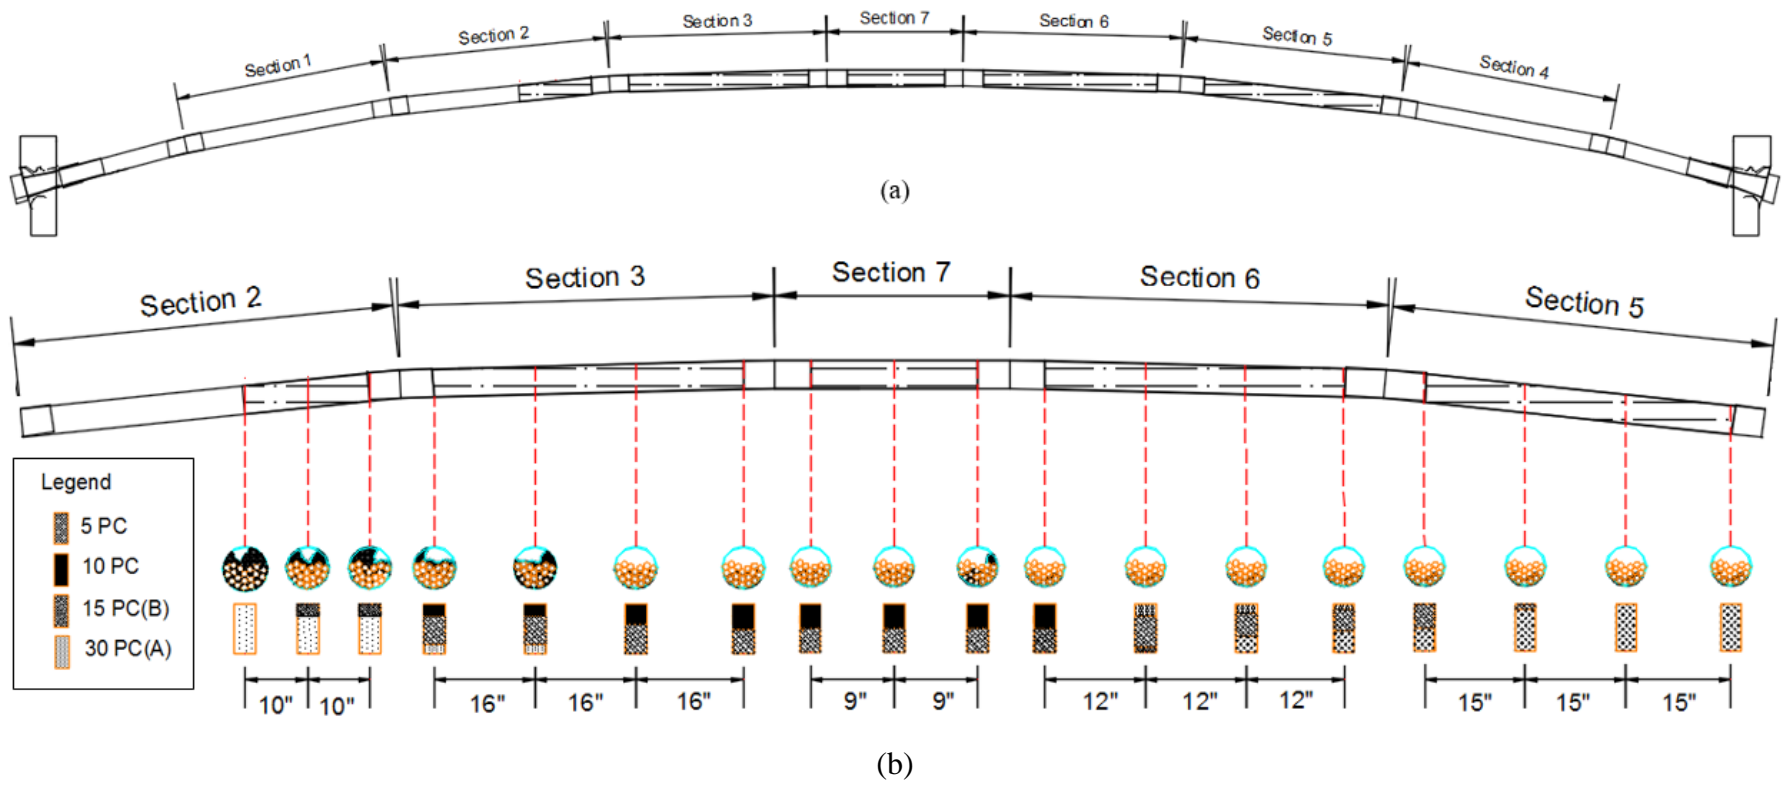 Section 1
Section 2
Section 3
Section 7
Section 6
Section 5
Section 4
(a)
Section 2
Section 3
Section 7
Section 6
Section 5
Legend
5 PC
10 PC
15 PC(B)
30 PC(A)
10" 10" 16" 16" 16" 9" 9" 12" 12" 12" 15" 15" 15"
(b)